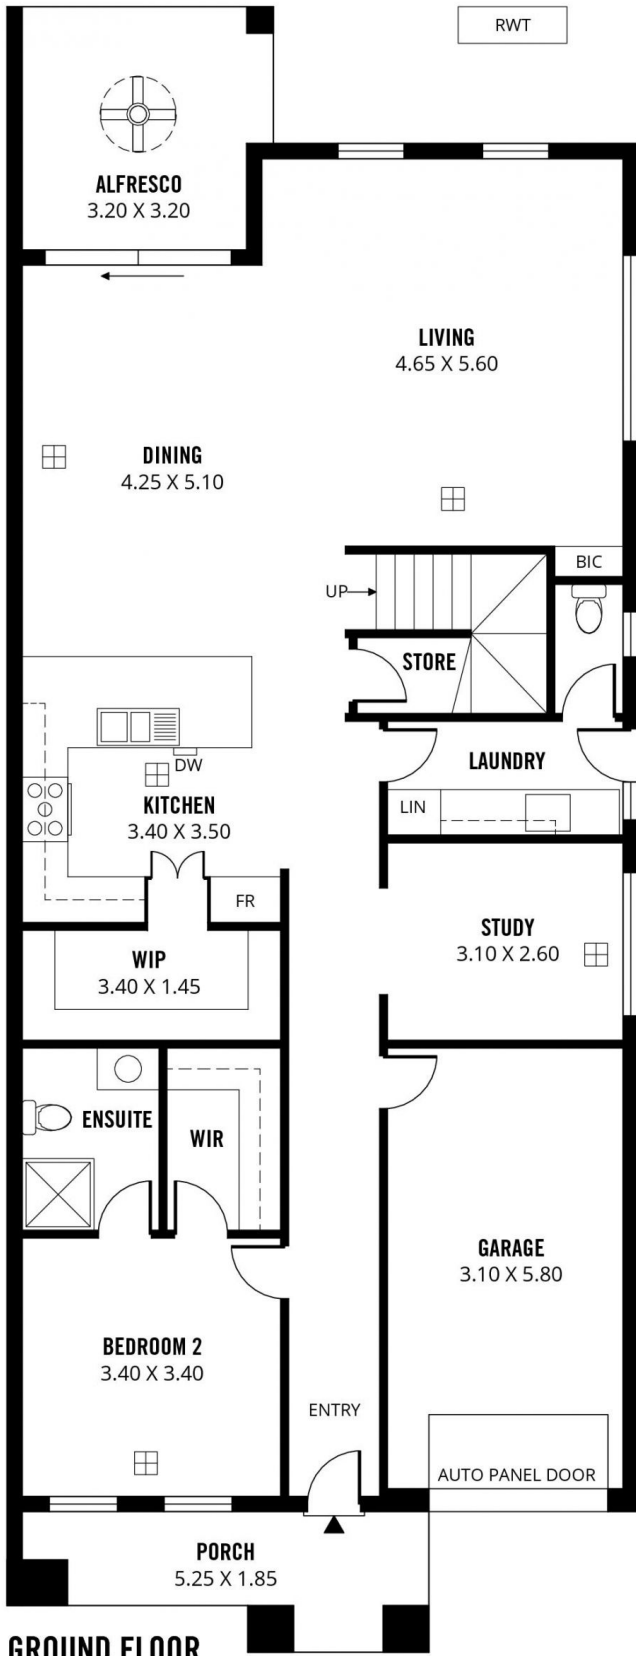 RWT
ALFRESCO
3.20 X 3.20
LIVING
4.65 X 5.60
DINING
4.25 X 5.10
BIC
UP
STORE
LAUNDRY
DW
KITCHEN
3.40 X 3.50
LIN
FR
STUDY
3.10 X 2.60
WIP
3.40 X 1.45
ENSUITE
WIR
GARAGE
3.10 X 5.80
BEDROOM 2
3.40 X 3.40
ENTRY
AUTO PANEL DOOR
PORCH
5.25 X 1.85
GROUND FLOOR